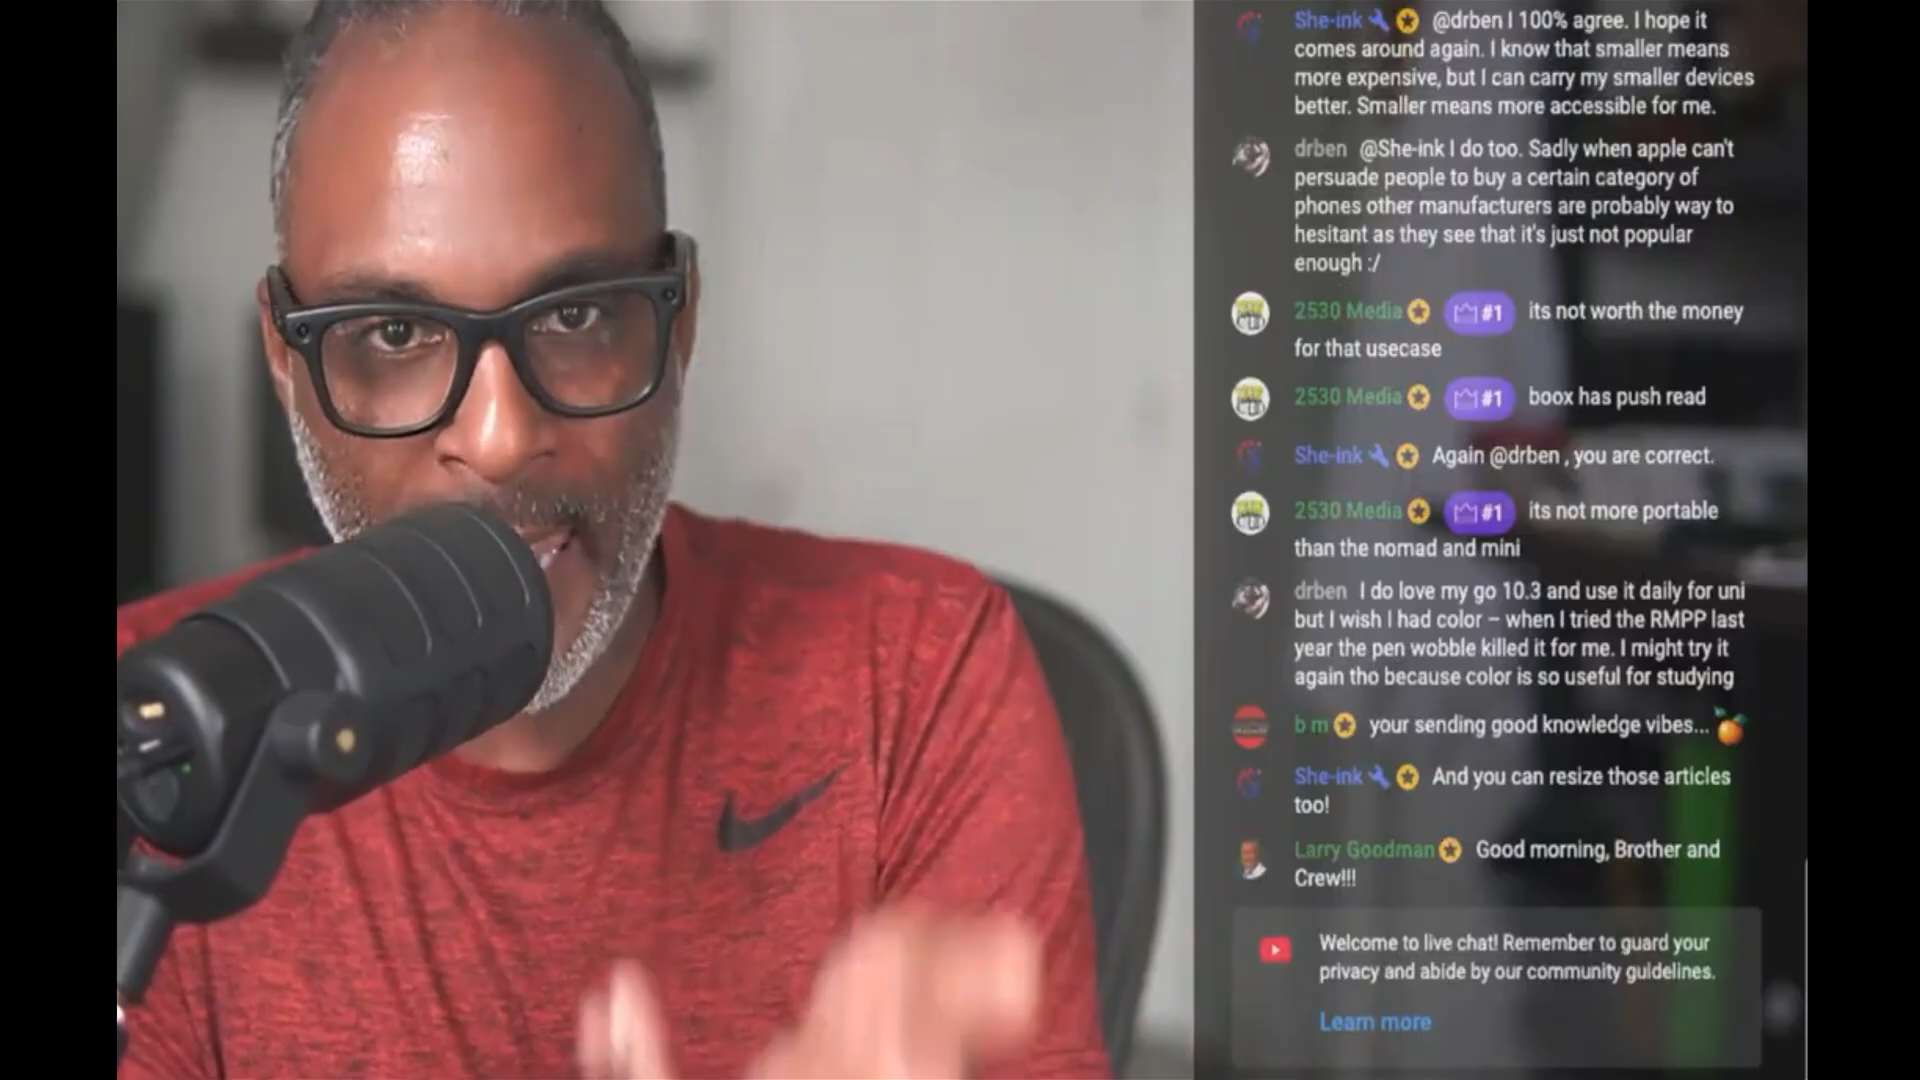 She-ink @drben I 100% agree. I hope it
comes around again. I know that smaller means
more expensive, but I can carry my smaller devices
better. Smaller means more accessible for me.
drben @She-ink I do too. Sadly when apple can't
persuade people to buy a certain category of
phones other manufacturers are probably way to
hesitant as they see that it's just not popular
enough :/
2530 Media #1 its not worth the money
for that usecase
2530 Media #1 boox has push read
She-ink Again @drben , you are correct.
2530 Media #1 its not more portable
than the nomad and mini
drben I do love my go 10.3 and use it daily for uni
but I wish I had color – when I tried the RMPP last
year the pen wobble killed it for me. I might try it
again tho because color is so useful for studying
b m your sending good knowledge vibes...
She-ink And you can resize those articles
too!
Larry Goodman Good morning, Brother and
Crew!!!
Welcome to live chat! Remember to guard your
privacy and abide by our community guidelines.
Learn more